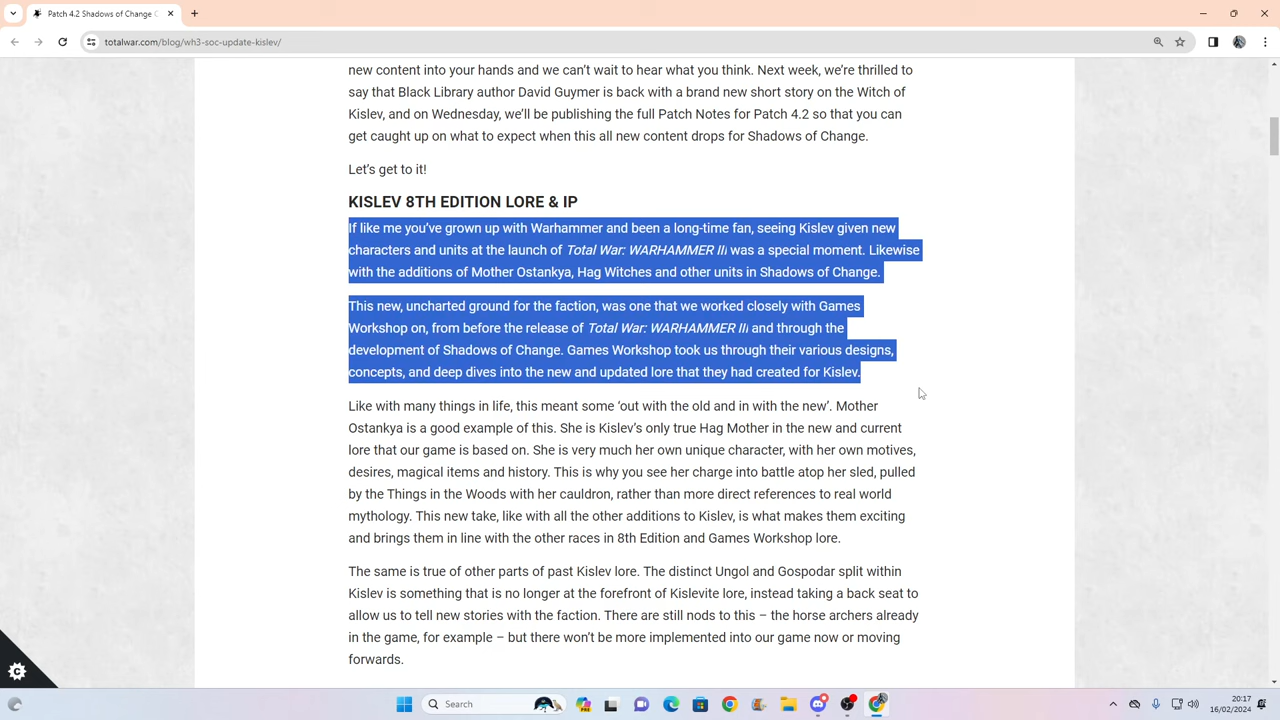 Patch 4.2 Shadows of Change C
totalwar.com/blog/wh3-soc-update-kislev/
new content into your hands and we can’t wait to hear what you think. Next week, we’re thrilled to
say that Black Library author David Guymer is back with a brand new short story on the Witch of
Kislev, and on Wednesday, we’ll be publishing the full Patch Notes for Patch 4.2 so that you can
get caught up on what to expect when this all new content drops for Shadows of Change.
Let’s get to it!
KISLEV 8TH EDITION LORE & IP
If like me you’ve grown up with Warhammer and been a long-time fan, seeing Kislev given new
characters and units at the launch of Total War: WARHAMMER III was a special moment. Likewise
with the additions of Mother Ostankya, Hag Witches and other units in Shadows of Change.
This new, uncharted ground for the faction, was one that we worked closely with Games
Workshop on, from before the release of Total War: WARHAMMER III and through the
development of Shadows of Change. Games Workshop took us through their various designs,
concepts, and deep dives into the new and updated lore that they had created for Kislev.
Like with many things in life, this meant some ‘out with the old and in with the new’. Mother
Ostankya is a good example of this. She is Kislev’s only true Hag Mother in the new and current
lore that our game is based on. She is very much her own unique character, with her own motives,
desires, magical items and history. This is why you see her charge into battle atop her sled, pulled
by the Things in the Woods with her cauldron, rather than more direct references to real world
mythology. This new take, like with all the other additions to Kislev, is what makes them exciting
and brings them in line with the other races in 8th Edition and Games Workshop lore.
The same is true of other parts of past Kislev lore. The distinct Ungol and Gospodar split within
Kislev is something that is no longer at the forefront of Kislevite lore, instead taking a back seat to
allow us to tell new stories with the faction. There are still nods to this – the horse archers already
in the game, for example – but there won’t be more implemented into our game now or moving
forwards.
Search
20:17
16/02/2024